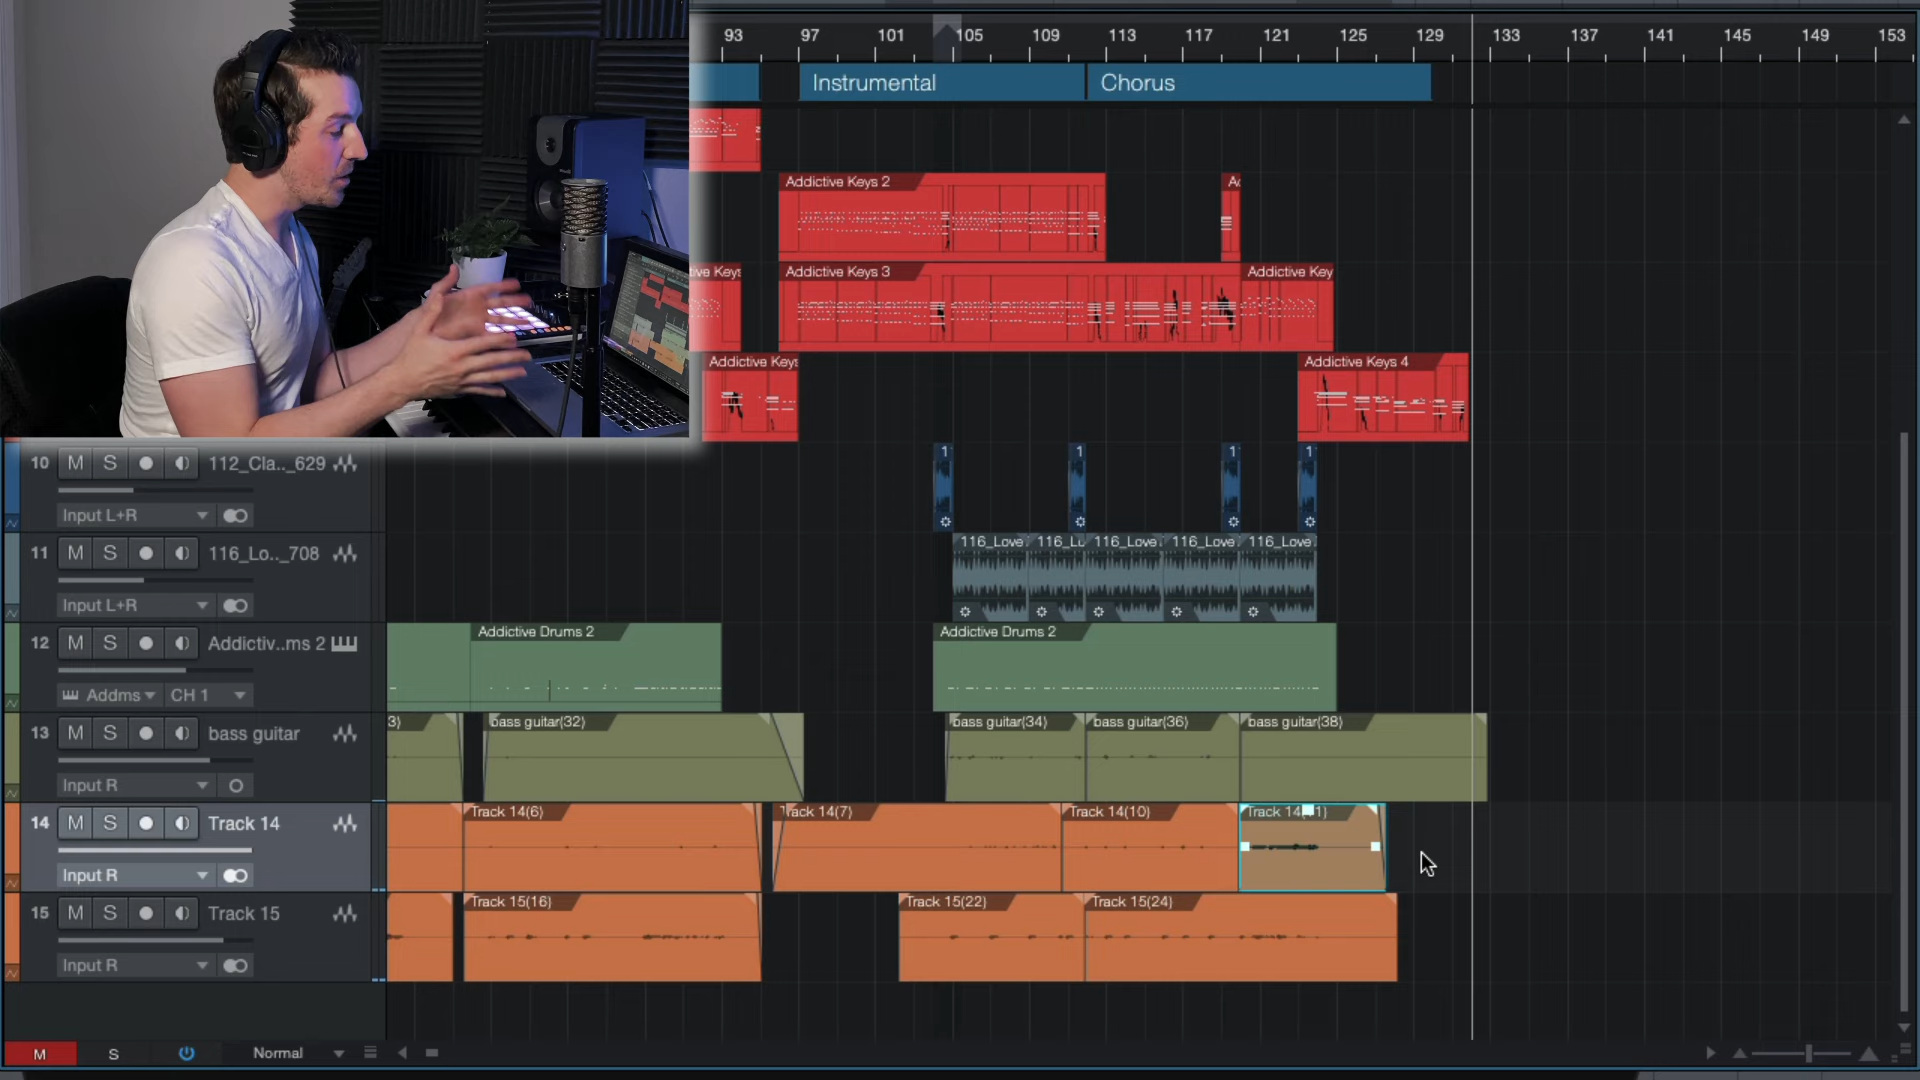 93 97 101 105 109 113 117 121 125 129 133 137 141 145 149 153
Instrumental Chorus
Addictive Keys 2
Addictive Keys 3 Addictive Key
Addictive Keys Addictive Keys 4
10 M S 112_Cla.._629 1 1 1 1
Input L+R
11 M S 116_Lo.._708 116_Love 116_Lu 116_Love 116_Love 116_Love
Input L+R
12 M S Addictiv..ms 2 Addictive Drums 2 Addictive Drums 2
Addms CH 1
13 M S bass guitar 3) bass guitar(32) bass guitar(34) bass guitar(36) bass guitar(38)
Input R
14 M S Track 14 Track 14(6) Track 14(7) Track 14(10)
Input R
15 M S Track 15 Track 15(16) Track 15(22) Track 15(24)
Input R
M S Normal